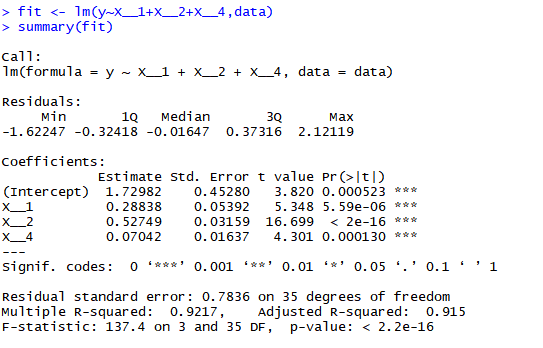 > fit <- lm(y~X__1+X__2+X__4,data)
> summary(fit)
Call:
lm(formula = y ~ X__1 + X__2 + X__4, data = data)
Residuals:
     Min       1Q   Median       3Q      Max
-1.62247 -0.32418 -0.01647  0.37316  2.12119
Coefficients:
            Estimate Std. Error t value Pr(>|t|)
(Intercept)  1.72982    0.45280   3.820 0.000523 ***
X__1         0.28838    0.05392   5.348 5.59e-06 ***
X__2         0.52749    0.03159  16.699  < 2e-16 ***
X__4         0.07042    0.01637   4.301 0.000130 ***
---
Signif. codes:  0 ‘***’ 0.001 ‘**’ 0.01 ‘*’ 0.05 ‘.’ 0.1 ‘ ’ 1
Residual standard error: 0.7836 on 35 degrees of freedom
Multiple R-squared:  0.9217,    Adjusted R-squared:  0.915
F-statistic: 137.4 on 3 and 35 DF,  p-value: < 2.2e-16